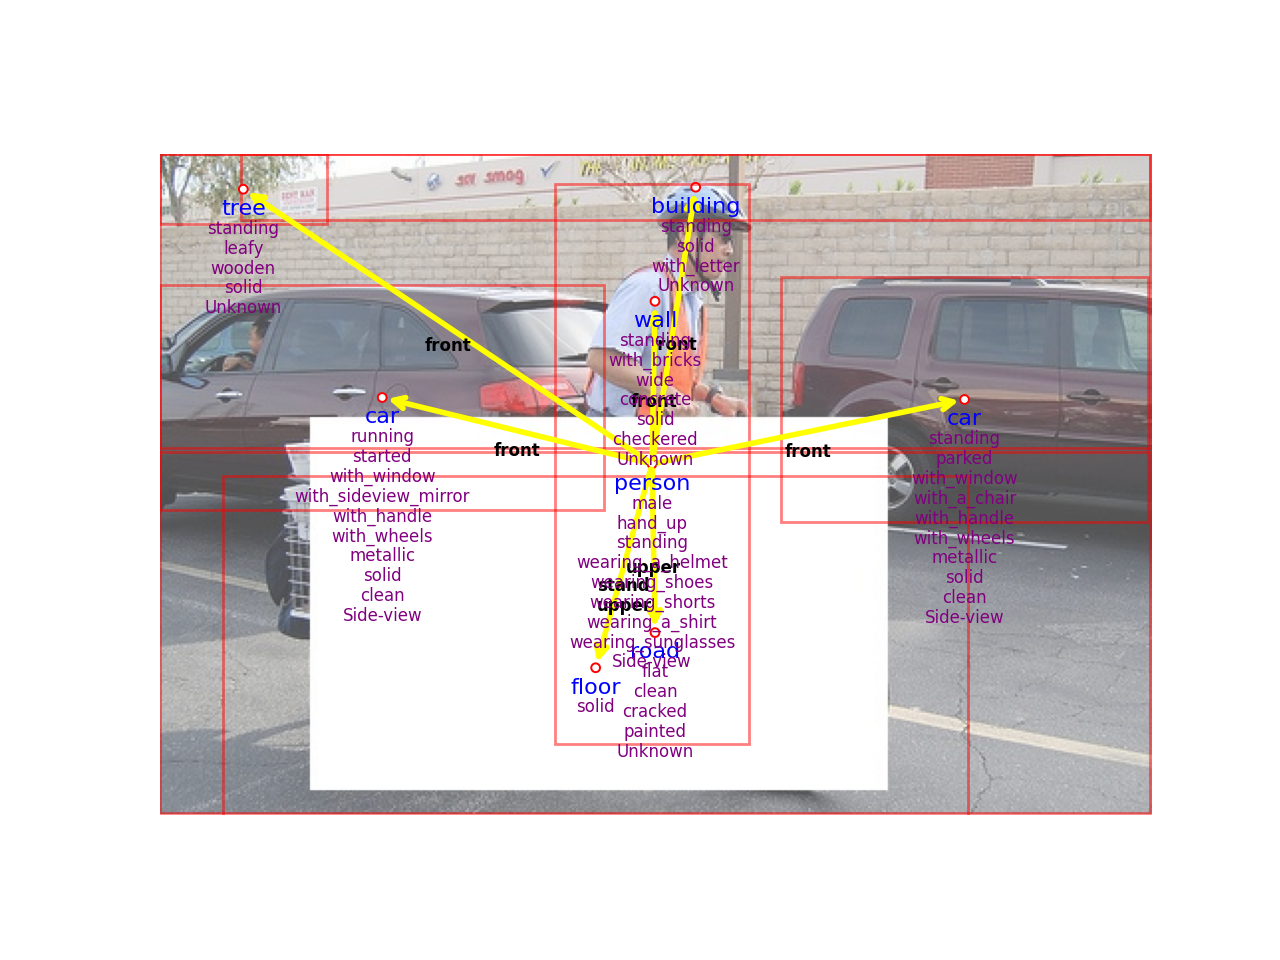 tree
standing
leafy
wooden
solid
Unknown
building
standing
solid
with_letter
Unknown
wall
standing
with_bricks
wide
concrete
solid
checkered
Unknown
front
ront
front
front
front
car
running
started
with_window
with_sideview_mirror
with_handle
with_wheels
metallic
solid
clean
Side-view
car
standing
parked
with_window
with_a_chair
with_handle
with_wheels
metallic
solid
clean
Side-view
person
male
hand_up
standing
wearing_a_helmet
wearing_shoes
wearing_shorts
wearing_a_shirt
wearing_sunglasses
Side-view
upper
stand
upper
road
flat
clean
cracked
painted
Unknown
floor
solid